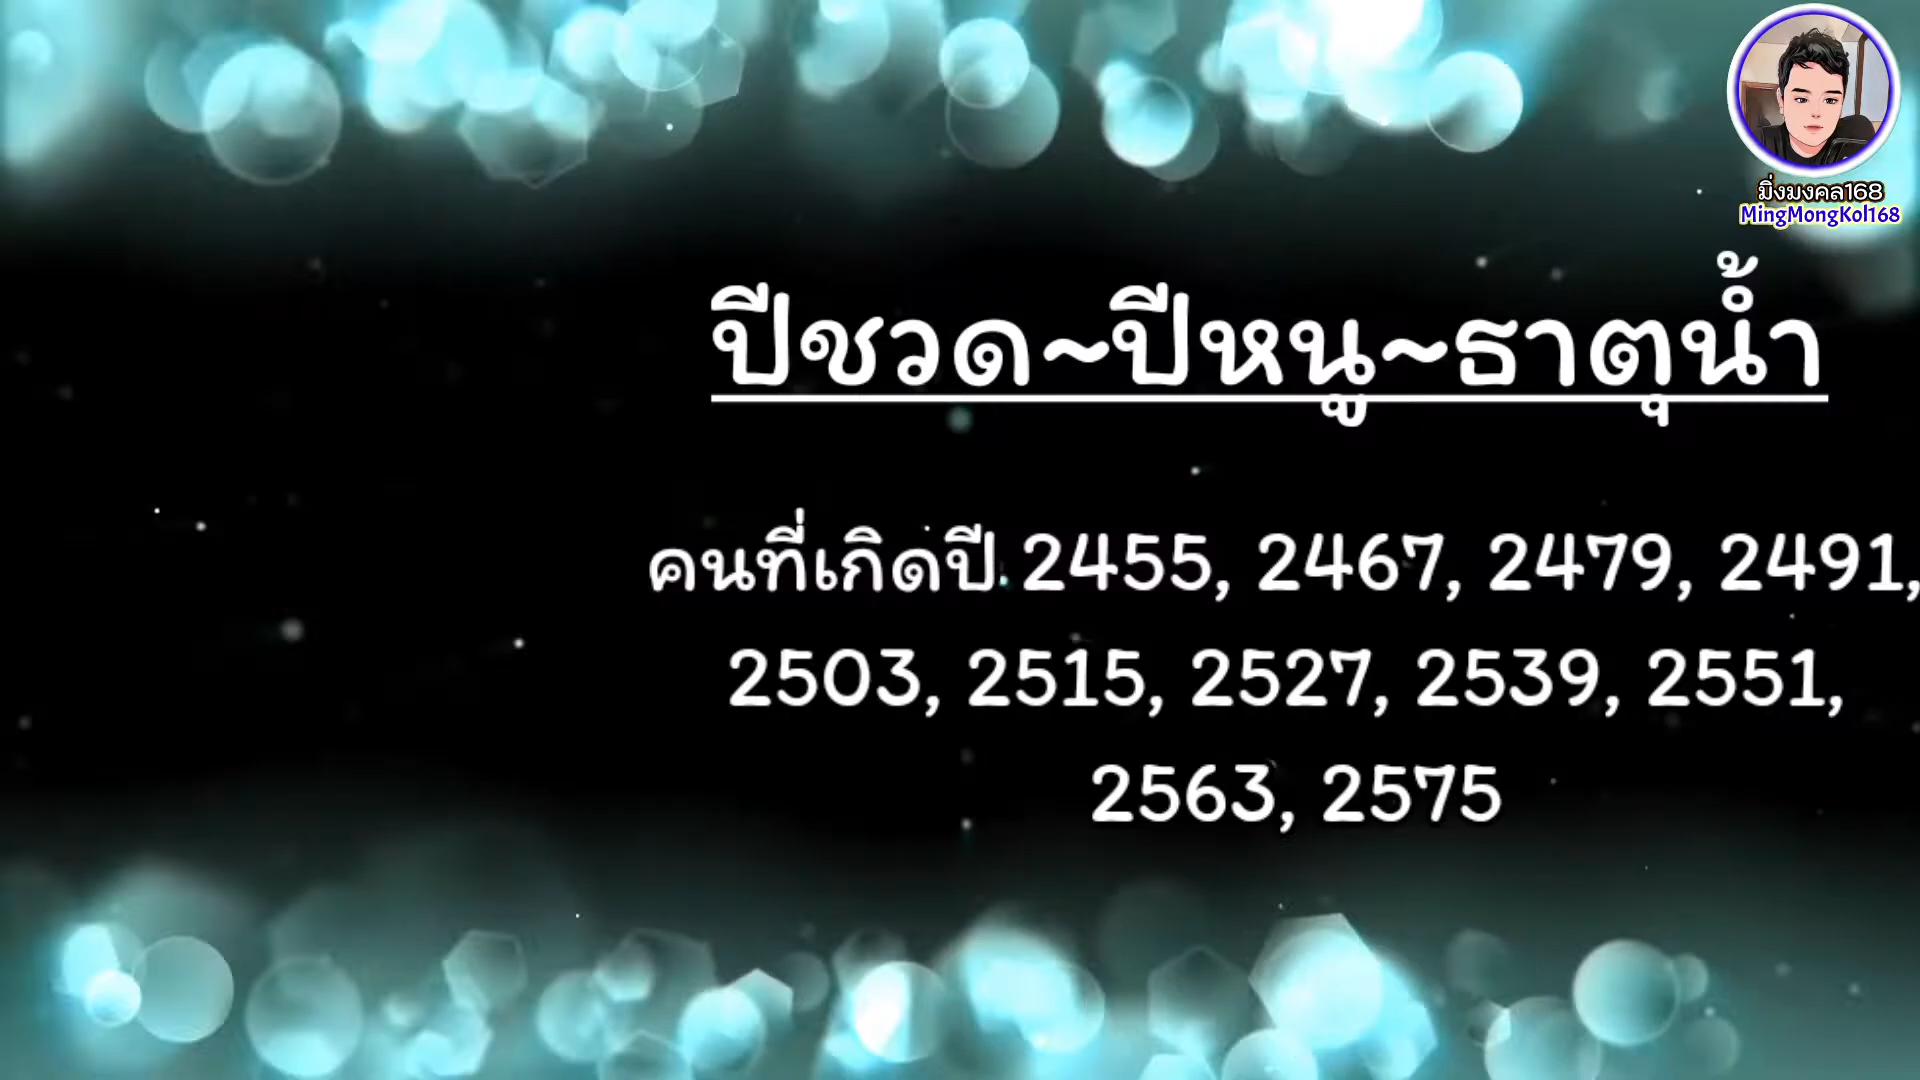 มิ่งมงคล168
MingMongKol168
ปีชวด~ปีหนู~ธาตุน้ำ
คนที่เกิดปี 2455, 2467, 2479, 2491,
2503, 2515, 2527, 2539, 2551,
2563, 2575